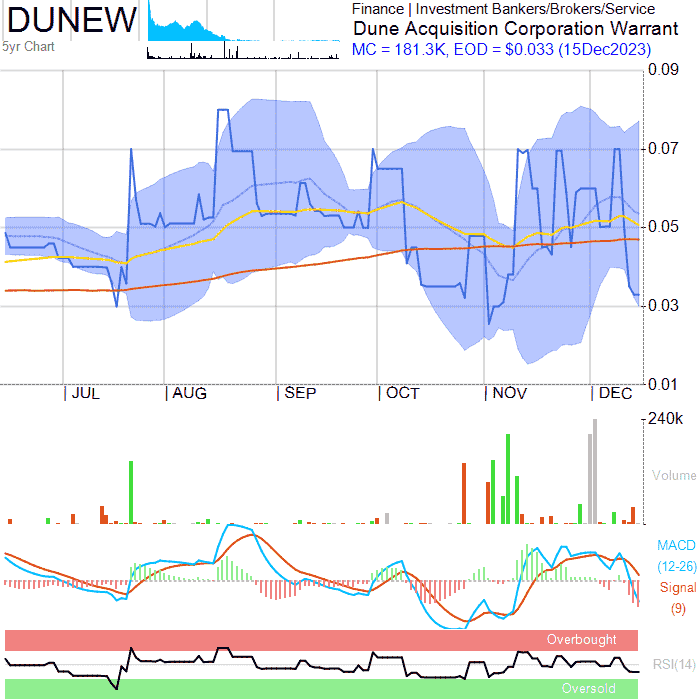 DUNEW
5yr Chart
Finance | Investment Bankers/Brokers/Service
Dune Acquisition Corporation Warrant
MC = 181.3K, EOD = $0.033 (15Dec2023)
0.09
0.07
0.05
0.03
0.01
| JUL | AUG | SEP | OCT | NOV | DEC
240k
Volume
MACD
(12-26)
Signal
(9)
Overbought
RSI(14)
Oversold